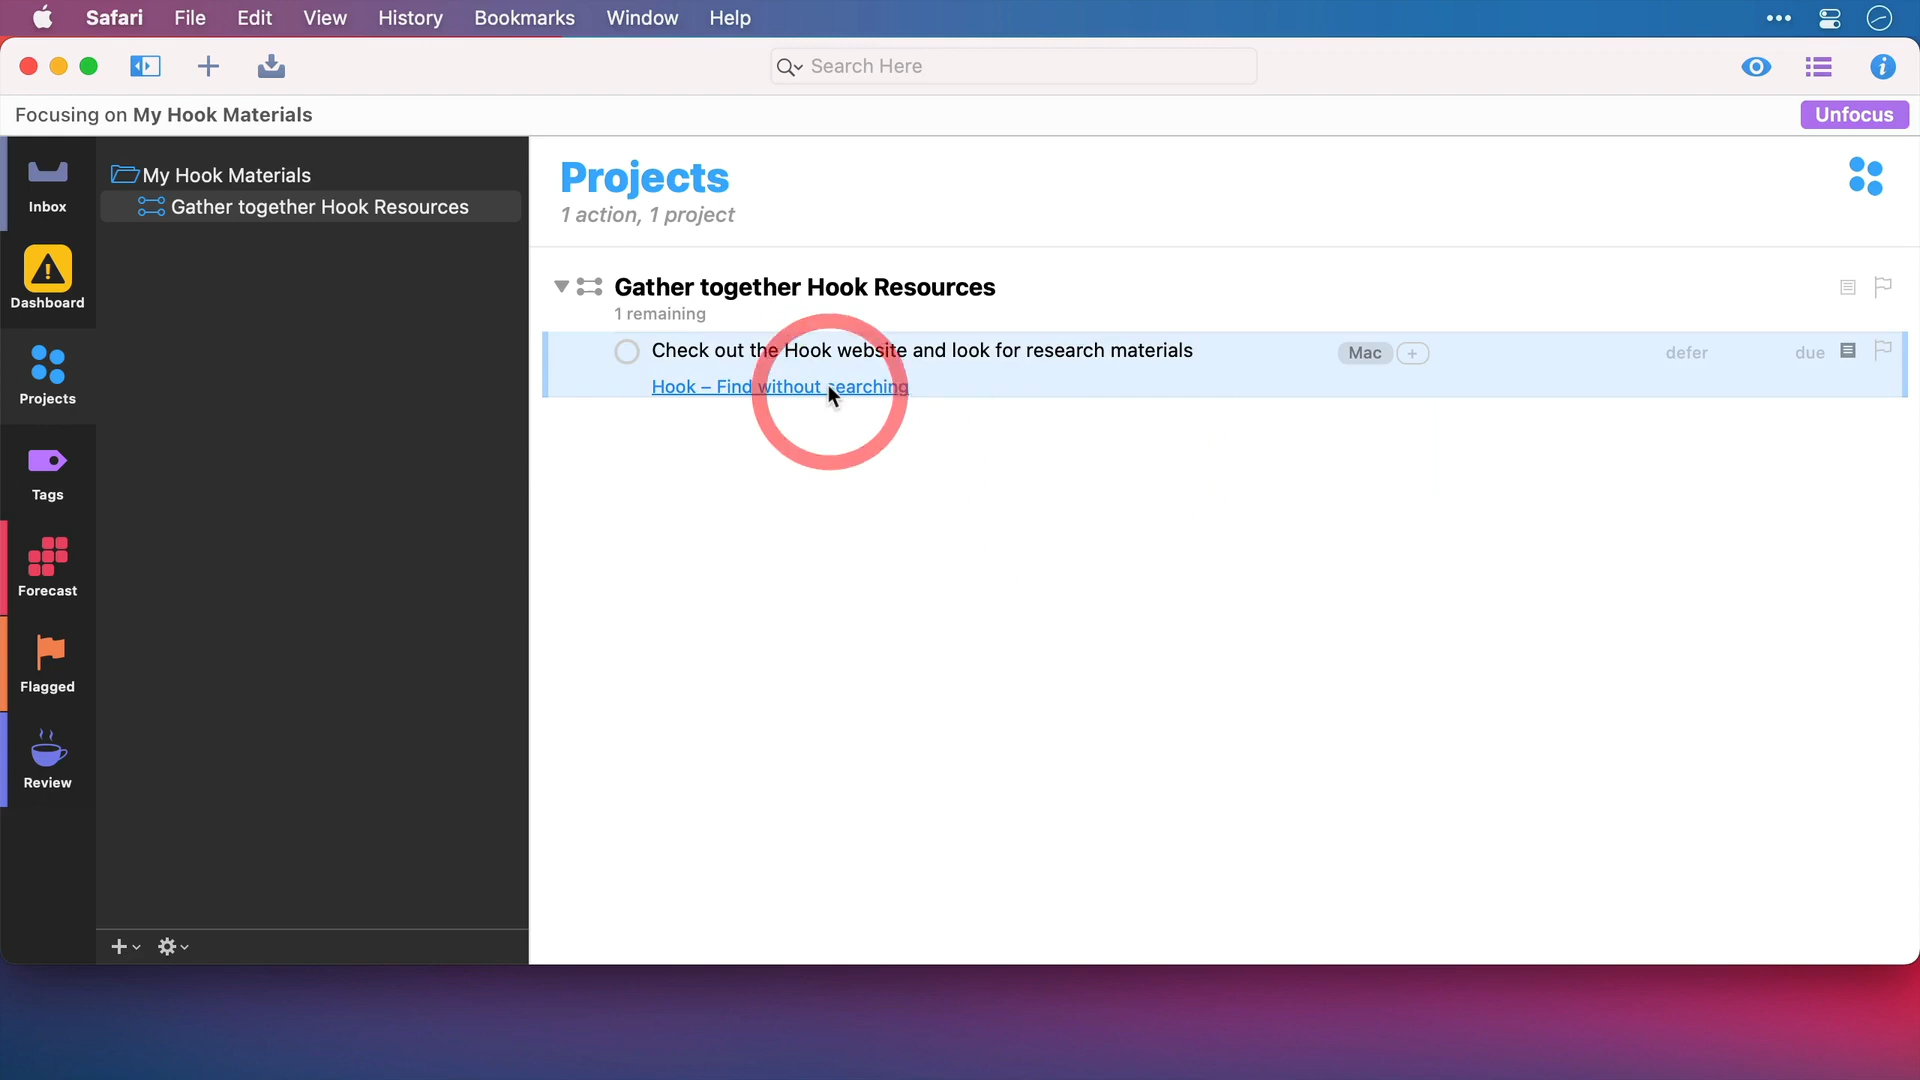 Safari File Edit View History Bookmarks Window Help
Search Here
Focusing on My Hook Materials
Unfocus
Inbox
Dashboard
Projects
Tags
Forecast
Flagged
Review
My Hook Materials
Gather together Hook Resources
Projects
1 action, 1 project
Gather together Hook Resources
1 remaining
Check out the Hook website and look for research materials
Mac
defer
due
Hook – Find without searching